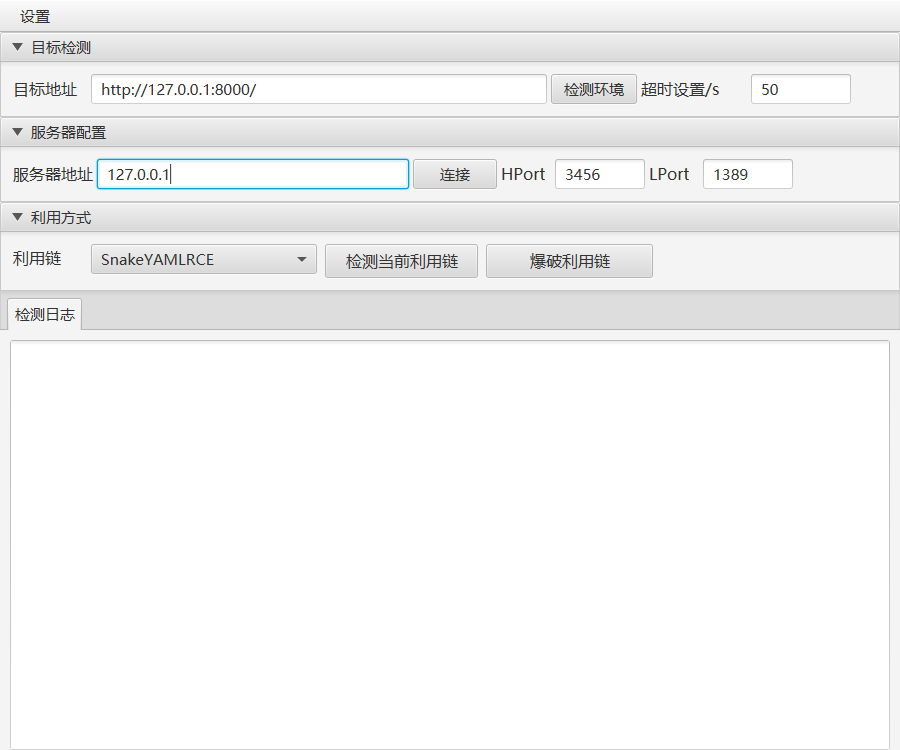 设置
目标检测
目标地址 http://127.0.0.1:8000/ 检测环境 超时设置/s 50
服务器配置
服务器地址 127.0.0.1 连接 HPort 3456 LPort 1389
利用方式
利用链 SnakeYAMLRCE 检测当前利用链 爆破利用链
检测日志